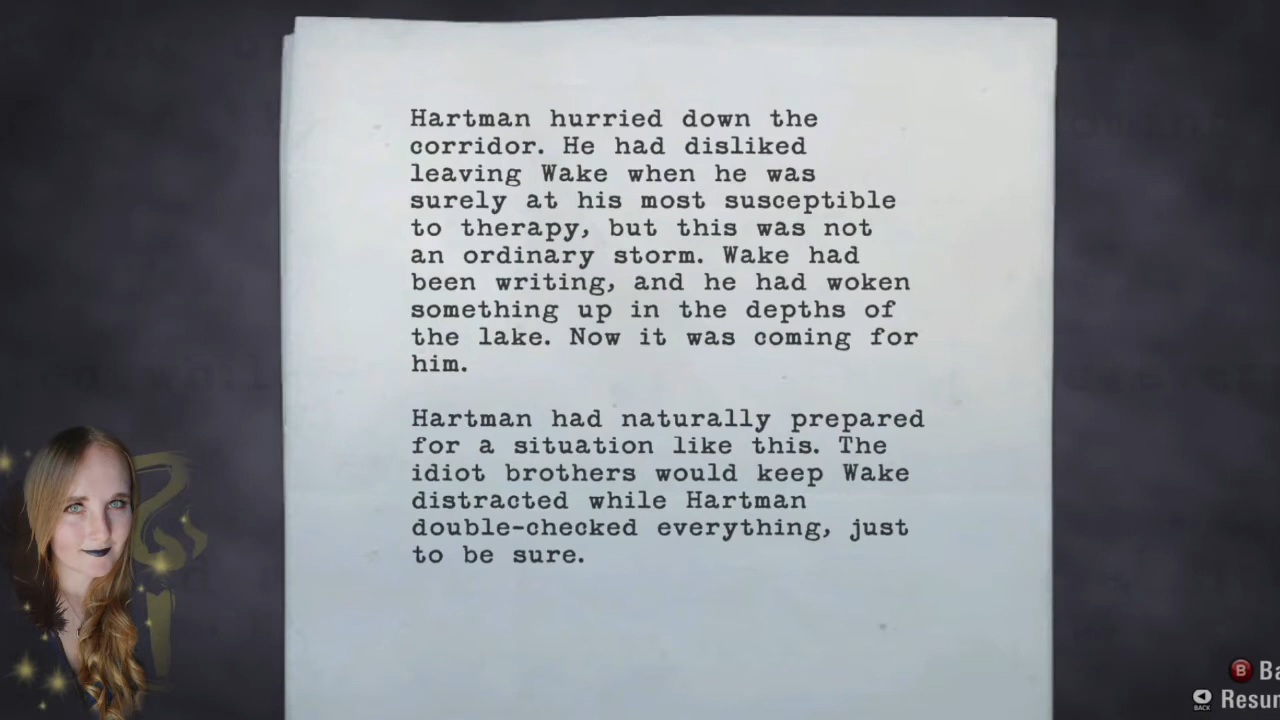 Hartman hurried down the
corridor. He had disliked
leaving Wake when he was
surely at his most susceptible
to therapy, but this was not
an ordinary storm. Wake had
been writing, and he had woken
something up in the depths of
the lake. Now it was coming for
him.
Hartman had naturally prepared
for a situation like this. The
idiot brothers would keep Wake
distracted while Hartman
double-checked everything, just
to be sure.
B Ba
BACK Resum